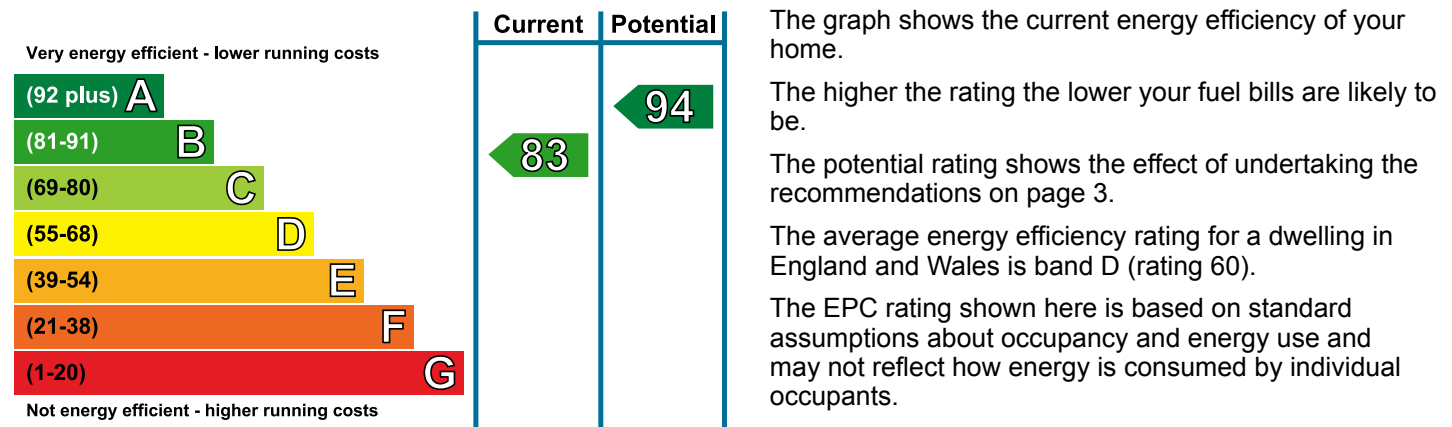 Current Potential
Very energy efficient - lower running costs
(92 plus) A
94
(81-91) B
83
(69-80) C
(55-68) D
(39-54) E
(21-38) F
(1-20) G
Not energy efficient - higher running costs
The graph shows the current energy efficiency of your
home.
The higher the rating the lower your fuel bills are likely to
be.
The potential rating shows the effect of undertaking the
recommendations on page 3.
The average energy efficiency rating for a dwelling in
England and Wales is band D (rating 60).
The EPC rating shown here is based on standard
assumptions about occupancy and energy use and
may not reflect how energy is consumed by individual
occupants.